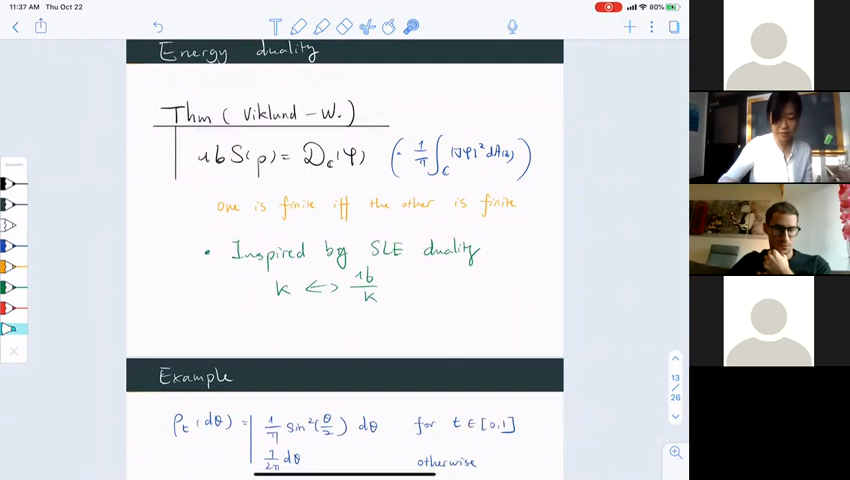 11:37 AM Thu Oct 22
80%
Energy duality
Thm (Viklund - W.)
16 S(ρ) = D_C(φ) (= 1/π ∫_C |∇φ|² dA(z))
one is finite iff the other is finite
• Inspired by SLE duality
κ <-> 16/κ
13
/
26
Example
ρ_t(dθ) = | 1/π sin²(θ/2) dθ for t ∈ [0,1]
1/2π dθ otherwise